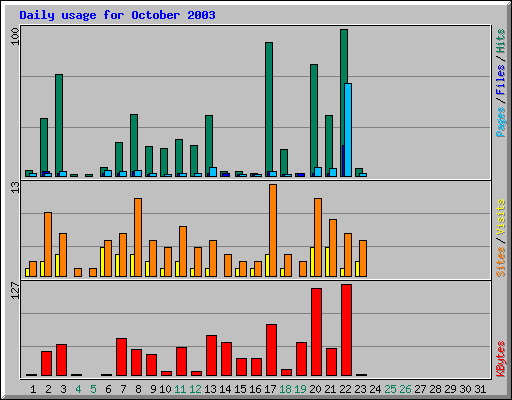 Daily usage for October 2003
100
13
127
Pages / Files / Hits
Sites / Visits
KBytes
1 2 3 4 5 6 7 8 9 10 11 12 13 14 15 16 17 18 19 20 21 22 23 24 25 26 27 28 29 30 31